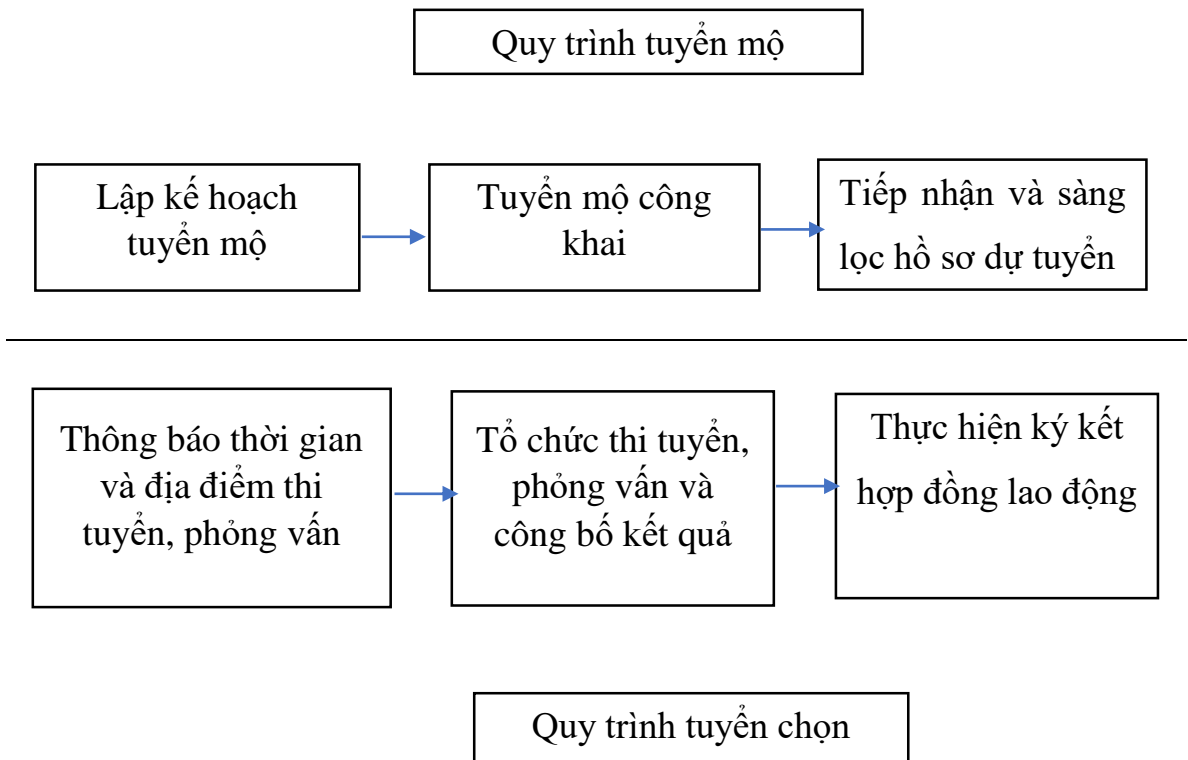 Quy trình tuyển mộ
Lập kế hoạch
tuyển mộ
Tuyển mộ công
khai
Tiếp nhận và sàng
lọc hồ sơ dự tuyển
Thông báo thời gian
và địa điểm thi
tuyển, phỏng vấn
Tổ chức thi tuyển,
phỏng vấn và
công bố kết quả
Thực hiện ký kết
hợp đồng lao động
Quy trình tuyển chọn